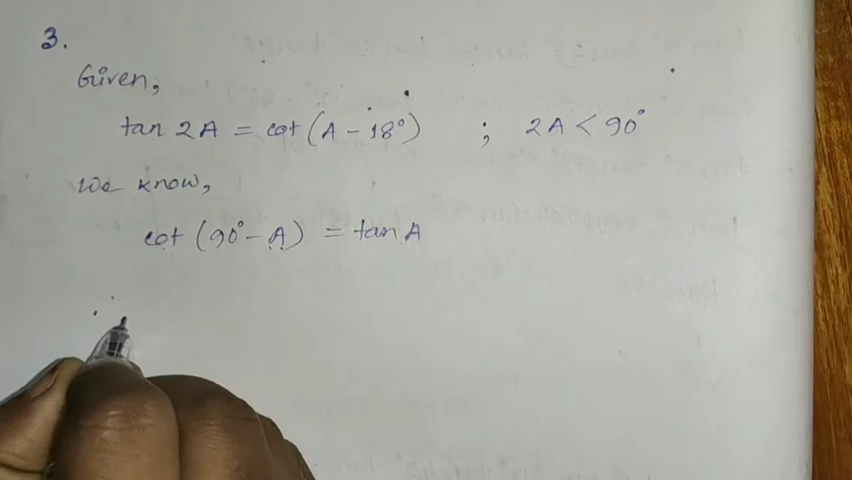 3.
Given,
tan 2A = cot (A - 18°) ; 2A < 90°
We know,
cot (90° - A) = tan A